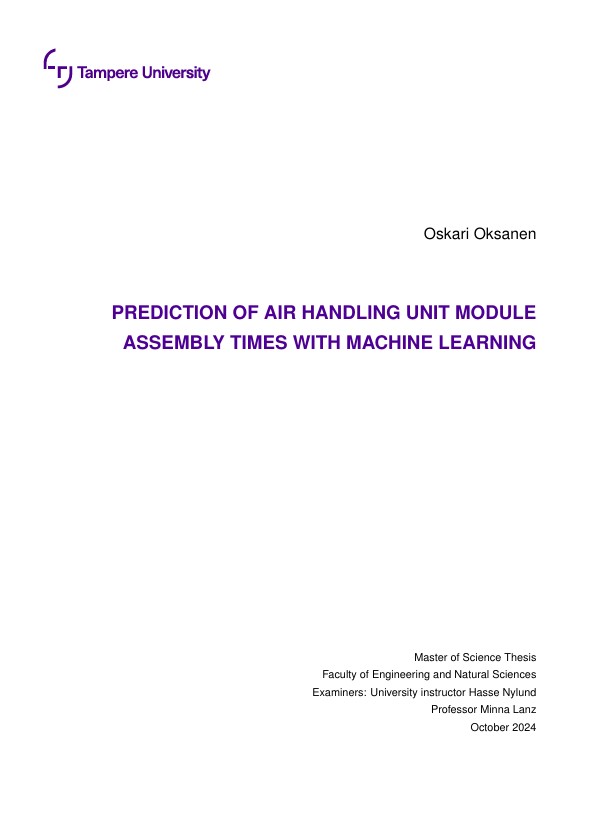 Tampere University
Oskari Oksanen
PREDICTION OF AIR HANDLING UNIT MODULE
ASSEMBLY TIMES WITH MACHINE LEARNING
Master of Science Thesis
Faculty of Engineering and Natural Sciences
Examiners: University instructor Hasse Nylund
Professor Minna Lanz
October 2024